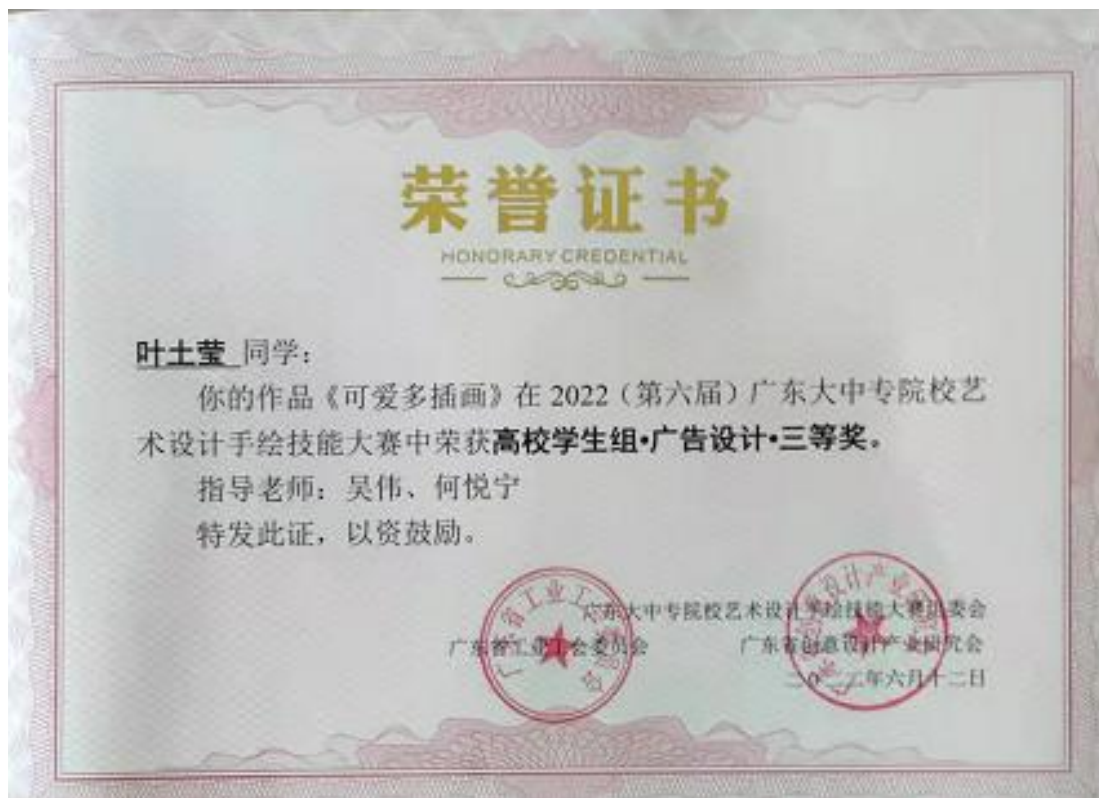 荣誉证书
HONORARY CREDENTIAL
叶士莹 同学：
你的作品《可爱多插画》在 2022（第六届）广东大中专院校艺
术设计手绘技能大赛中荣获高校学生组•广告设计•三等奖。
指导老师：吴伟、何悦宁
特发此证，以资鼓励。
广东大中专院校艺术设计手绘技能大赛组委会
广东省工业工会委员会 广东省创意设计产业研究会
二〇二二年六月十二日